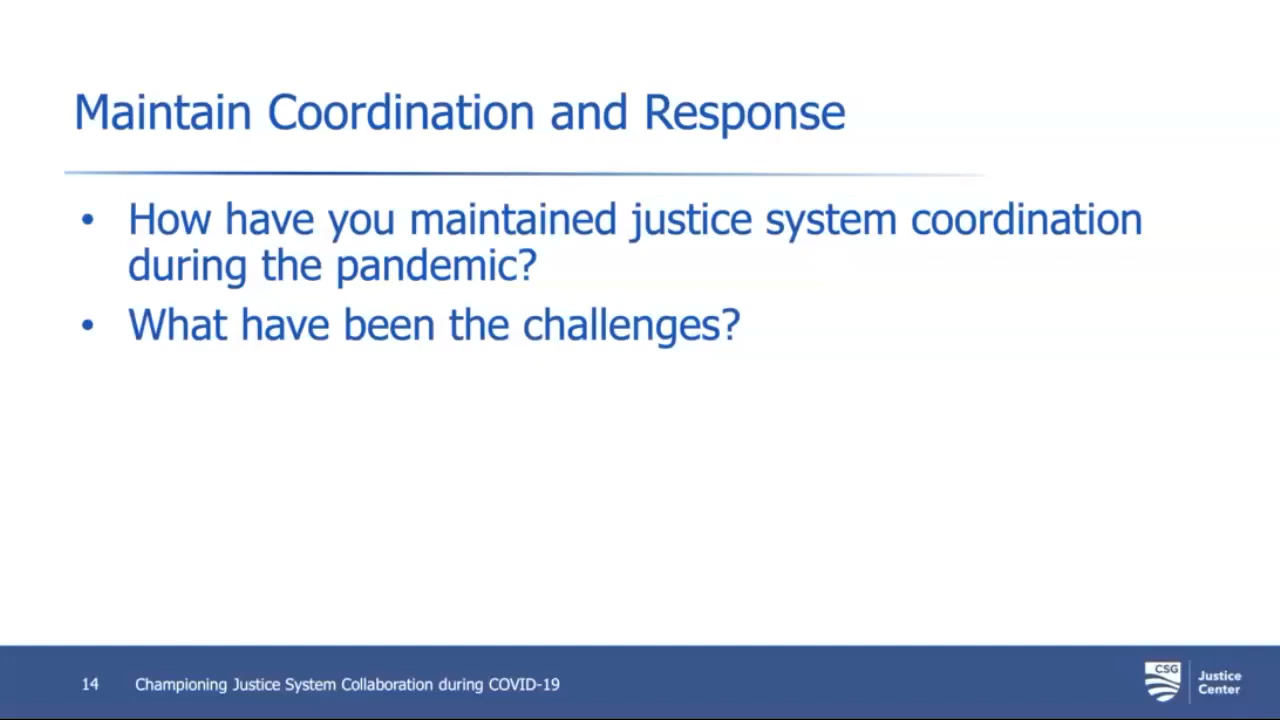 Maintain Coordination and Response
• How have you maintained justice system coordination
during the pandemic?
• What have been the challenges?
14 Championing Justice System Collaboration during COVID-19
CSG
Justice
Center